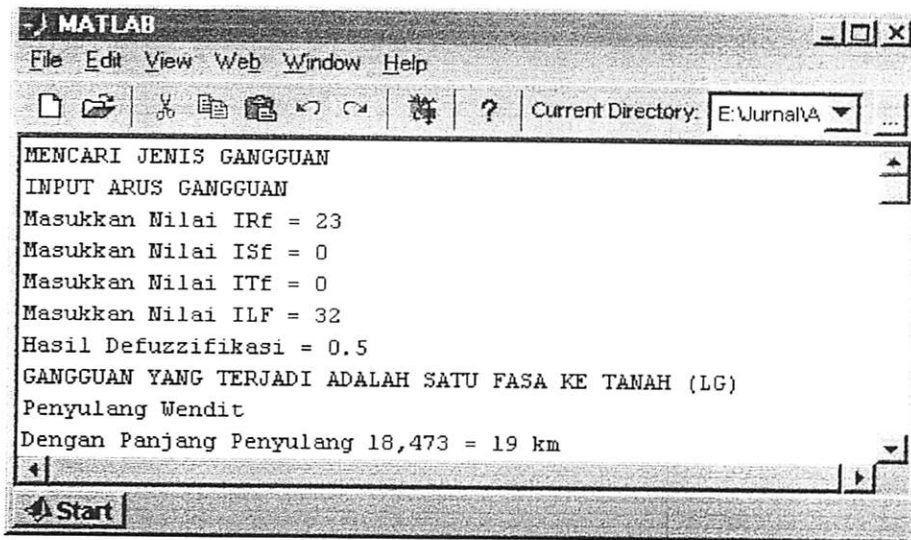 MATLAB
File Edit View Web Window Help
? Current Directory: E:\Jurnal\A ...
MENCARI JENIS GANGGUAN
INPUT ARUS GANGGUAN
Masukkan Nilai IRf = 23
Masukkan Nilai ISf = 0
Masukkan Nilai ITf = 0
Masukkan Nilai ILF = 32
Hasil Defuzzifikasi = 0.5
GANGGUAN YANG TERJADI ADALAH SATU FASA KE TANAH (LG)
Penyulang Wendit
Dengan Panjang Penyulang 18,473 = 19 km
Start